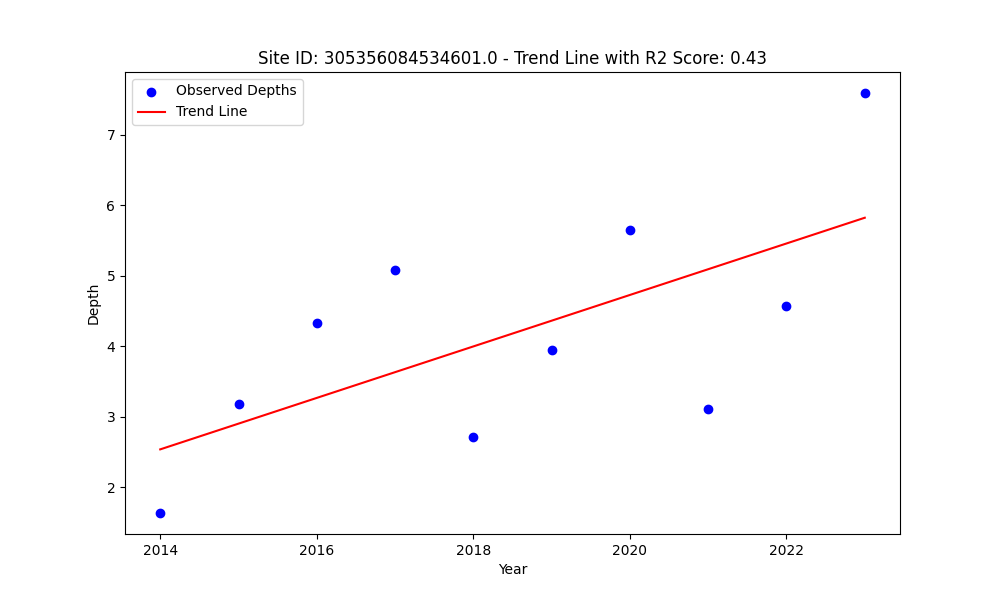 Site ID: 305356084534601.0 - Trend Line with R2 Score: 0.43
Observed Depths
Trend Line
Depth
7
6
5
4
3
2
2014 2016 2018 2020 2022
Year